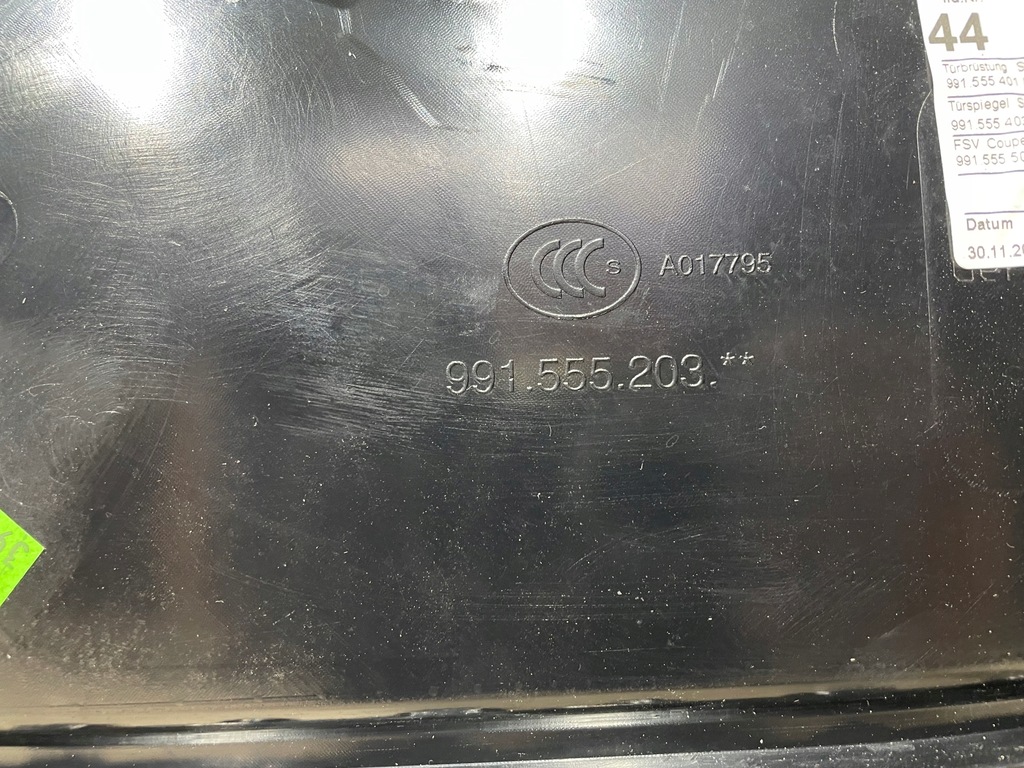 44
Türbrüstung S
991 555 401
Türspiegel S
991 555 403
FSV Coupe
991 555 50
Datum
30.11.20
CCC S A017795
991.555.203.**